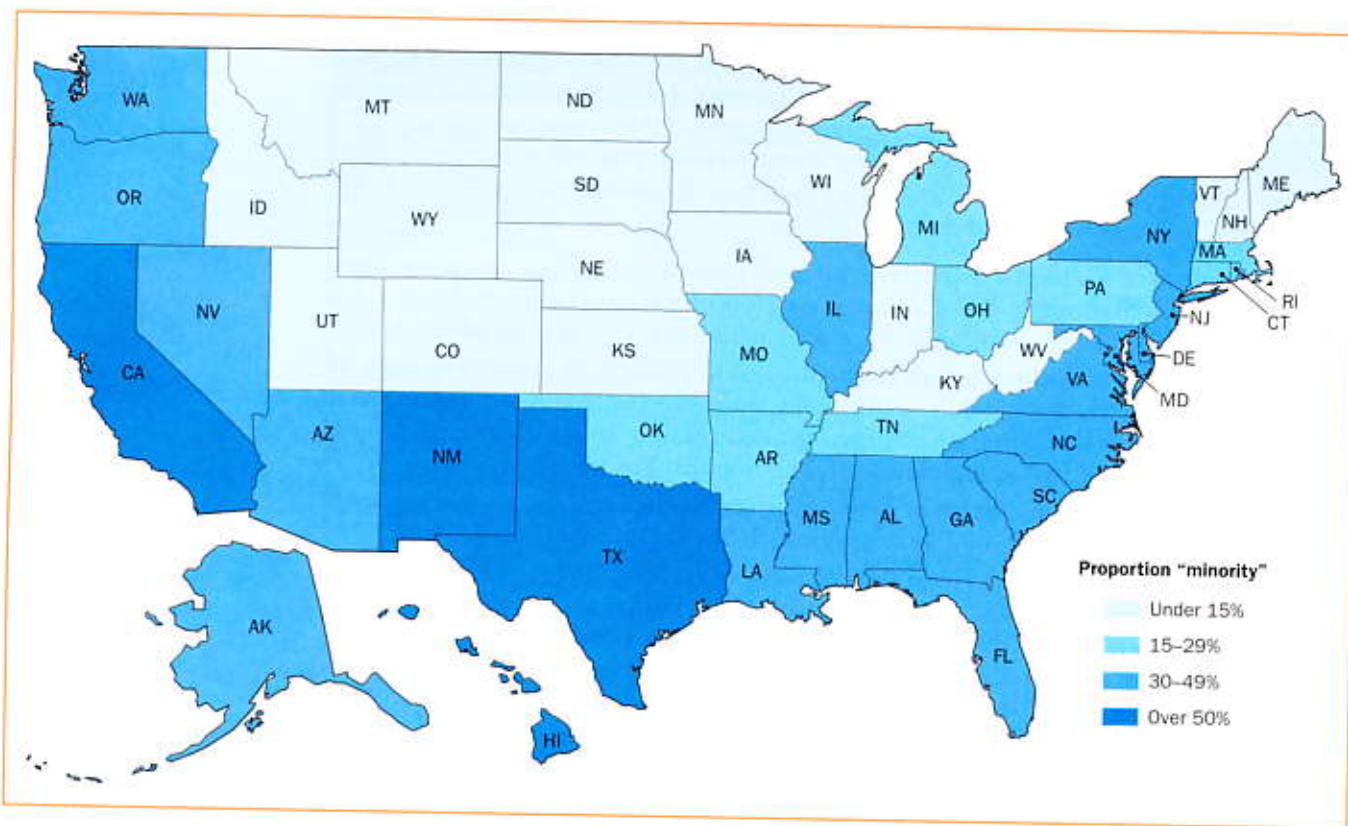 WA
MT
ND
MN
OR
ID
WY
SD
WI
MI
VT
NH
ME
NY
MA
RI
CT
NV
UT
CO
NE
IA
IL
IN
OH
PA
NJ
CA
KS
MO
KY
WV
VA
DE
MD
AZ
NM
OK
AR
TN
NC
TX
LA
MS
AL
GA
SC
FL
AK
HI
Proportion "minority"
Under 15%
15–29%
30–49%
Over 50%